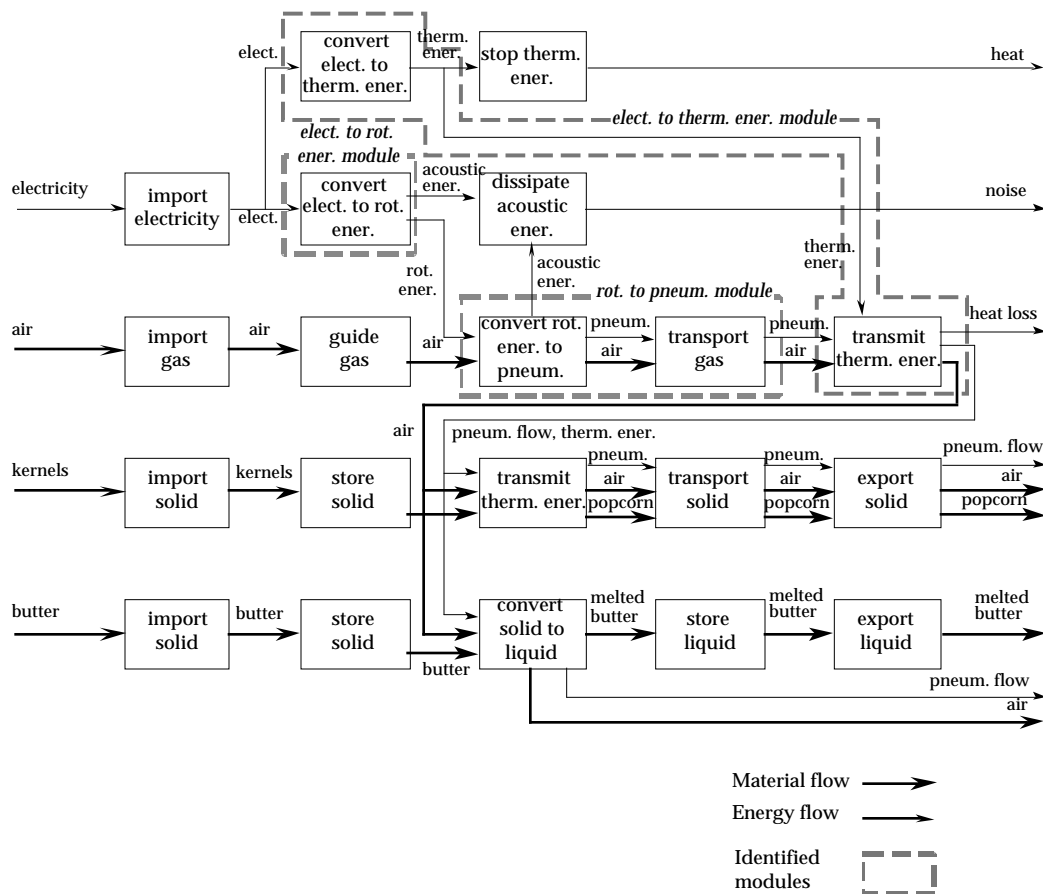 elect.
convert
elect. to
therm. ener.
therm.
ener.
stop therm.
ener.
heat
elect. to therm. ener. module
elect. to rot.
ener. module
electricity
import
electricity
elect.
convert
elect. to rot.
ener.
acoustic
ener.
dissipate
acoustic
ener.
noise
rot.
ener.
acoustic
ener.
therm.
ener.
rot. to pneum. module
air
import
gas
air
guide
gas
air
convert rot.
ener. to
pneum.
pneum.
air
transport
gas
pneum.
air
transmit
therm. ener.
heat loss
air
pneum. flow, therm. ener.
kernels
import
solid
kernels
store
solid
transmit
therm. ener.
pneum.
air
popcorn
transport
solid
pneum.
air
popcorn
export
solid
pneum. flow
air
popcorn
butter
import
solid
butter
store
solid
butter
convert
solid to
liquid
melted
butter
store
liquid
melted
butter
export
liquid
melted
butter
pneum. flow
air
Material flow
Energy flow
Identified
modules